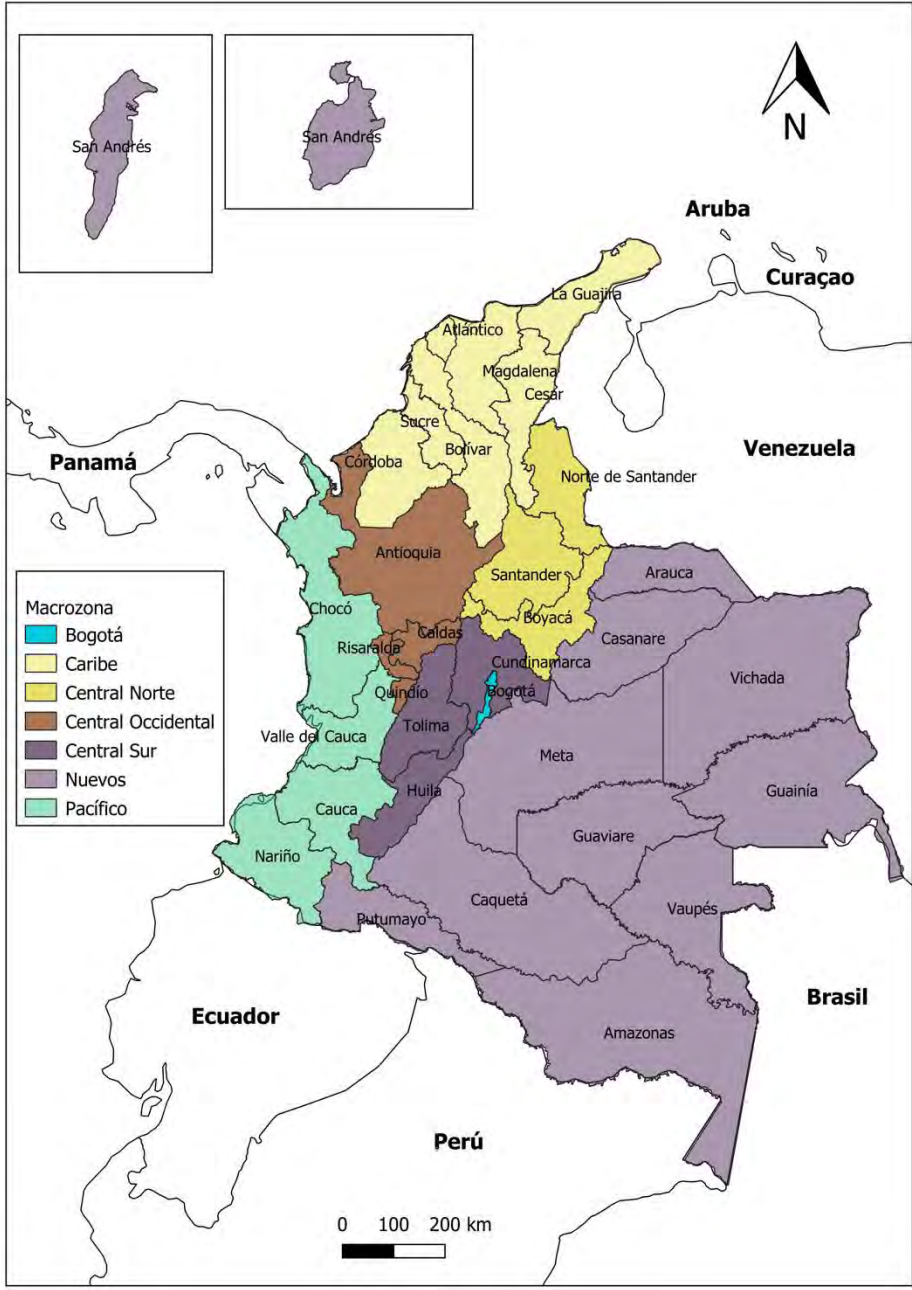 San Andrés
San Andrés
N
Aruba
Curaçao
La Guajira
Atlántico
Magdalena
Cesar
Sucre
Bolívar
Córdoba
Panamá
Venezuela
Norte de Santander
Antioquia
Santander
Arauca
Boyacá
Chocó
Caldas
Risaralda
Casanare
Cundinamarca
Vichada
Quindío
Bogotá
Tolima
Valle del Cauca
Meta
Huila
Guainía
Cauca
Guaviare
Nariño
Caquetá
Vaupés
Putumayo
Macrozona
Bogotá
Caribe
Central Norte
Central Occidental
Central Sur
Nuevos
Pacífico
Brasil
Ecuador
Amazonas
Perú
0 100 200 km